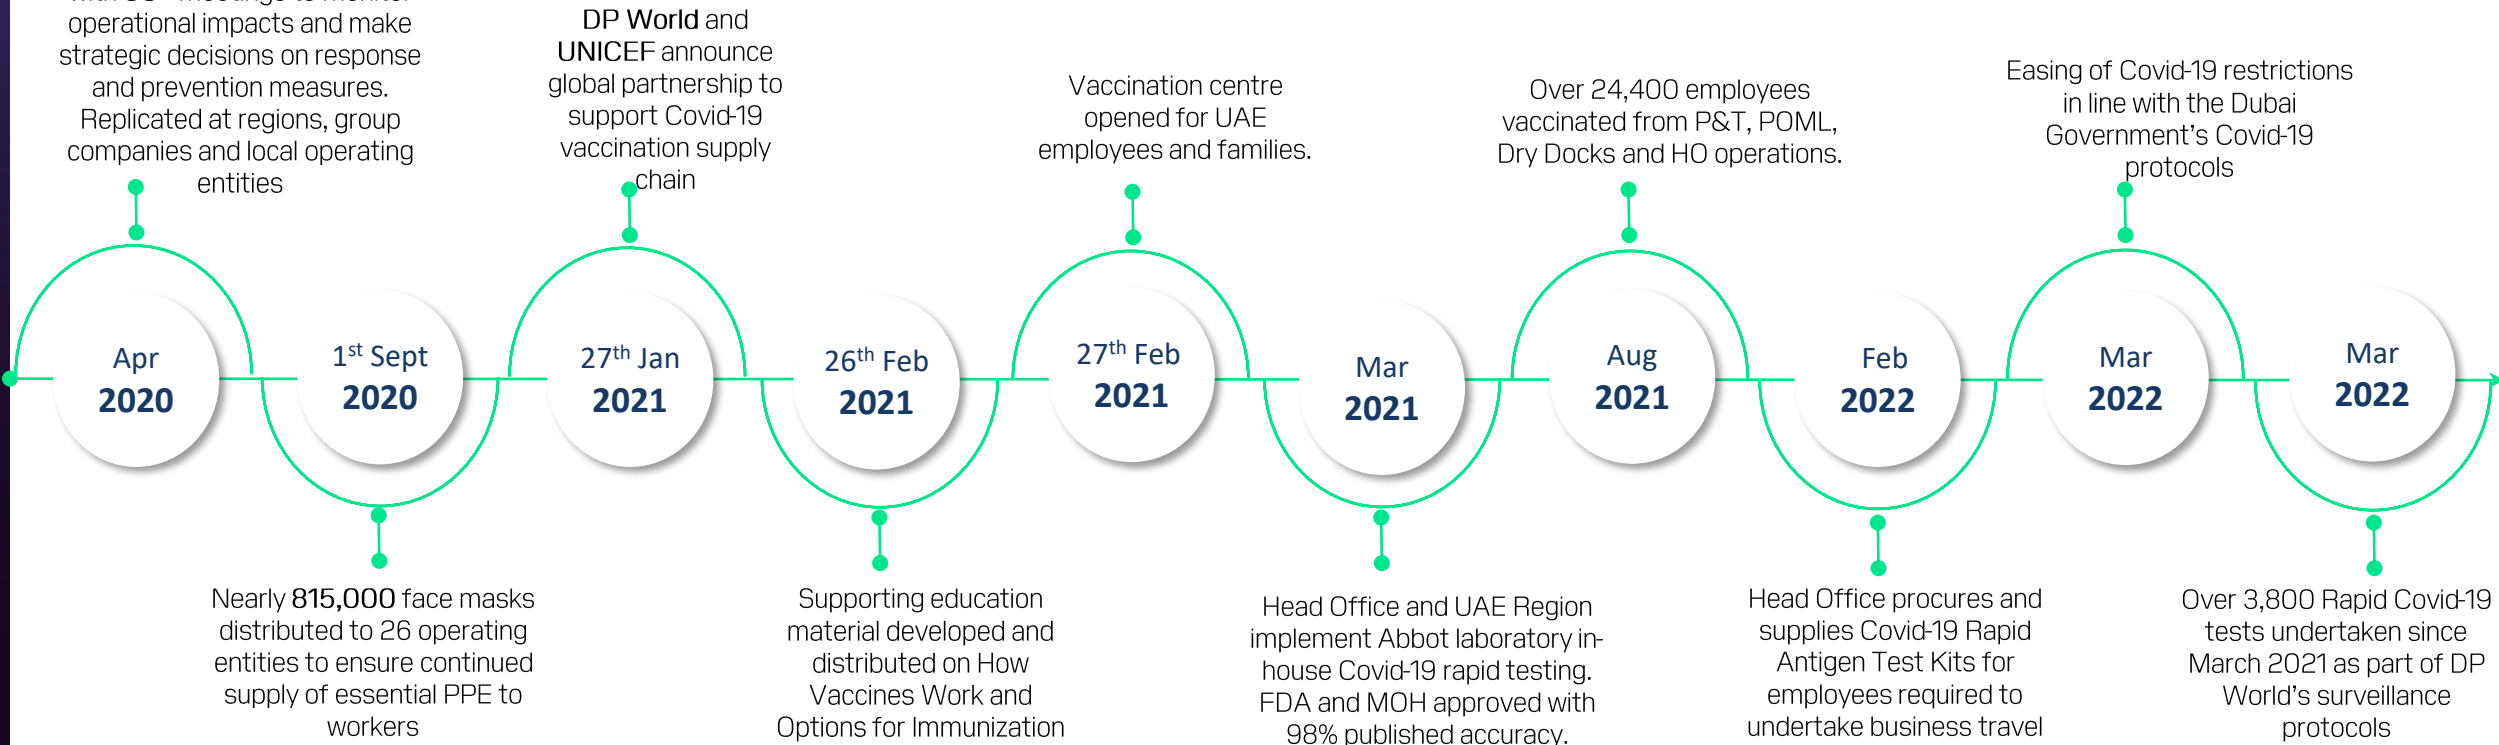 operational impacts and make
strategic decisions on response
and prevention measures.
Replicated at regions, group
companies and local operating
entities
Apr
2020
1st Sept
2020
Nearly 815,000 face masks
distributed to 26 operating
entities to ensure continued
supply of essential PPE to
workers
DP World and
UNICEF announce
global partnership to
support Covid-19
vaccination supply
chain
27th Jan
2021
26th Feb
2021
Supporting education
material developed and
distributed on How
Vaccines Work and
Options for Immunization
Vaccination centre
opened for UAE
employees and families.
27th Feb
2021
Mar
2021
Head Office and UAE Region
implement Abbot laboratory in-
house Covid-19 rapid testing.
FDA and MOH approved with
98% published accuracy.
Over 24,400 employees
vaccinated from P&T, POML,
Dry Docks and HO operations.
Aug
2021
Feb
2022
Head Office procures and
supplies Covid-19 Rapid
Antigen Test Kits for
employees required to
undertake business travel
Easing of Covid-19 restrictions
in line with the Dubai
Government's Covid-19
protocols
Mar
2022
Mar
2022
Over 3,800 Rapid Covid-19
tests undertaken since
March 2021 as part of DP
World's surveillance
protocols